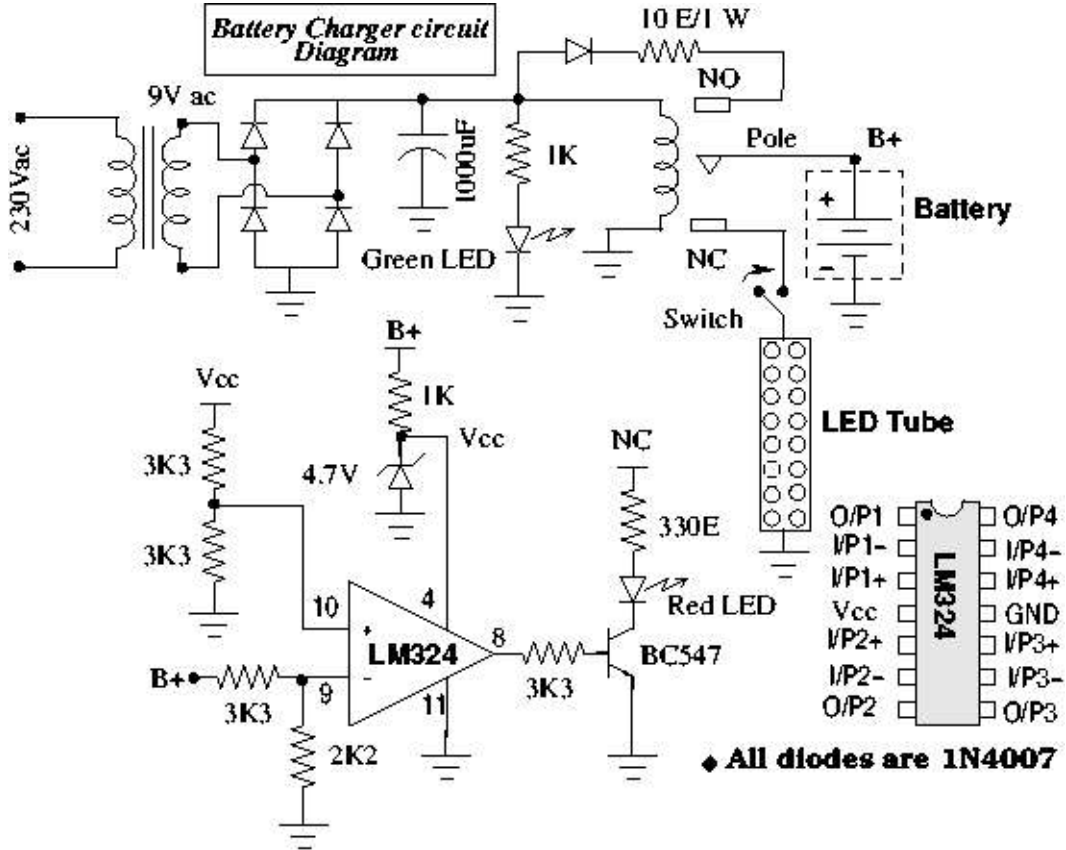 Battery Charger circuit
Diagram
10 E/1 W
NO
9V ac
230Vac
1000uF
1K
Pole
B+
+
Battery
−
Green LED
NC
Switch
B+
Vcc
1K
Vcc
NC
LED Tube
3K3
4.7V
330E
3K3
O/P1
O/P4
I/P1-
I/P4-
I/P1+
I/P4+
Vcc
GND
I/P2+
I/P3+
I/P2-
I/P3-
O/P2
O/P3
LM324
10
4
Red LED
+
LM324
8
BC547
B+
3K3
9
-
11
3K3
2K2
◆ All diodes are 1N4007